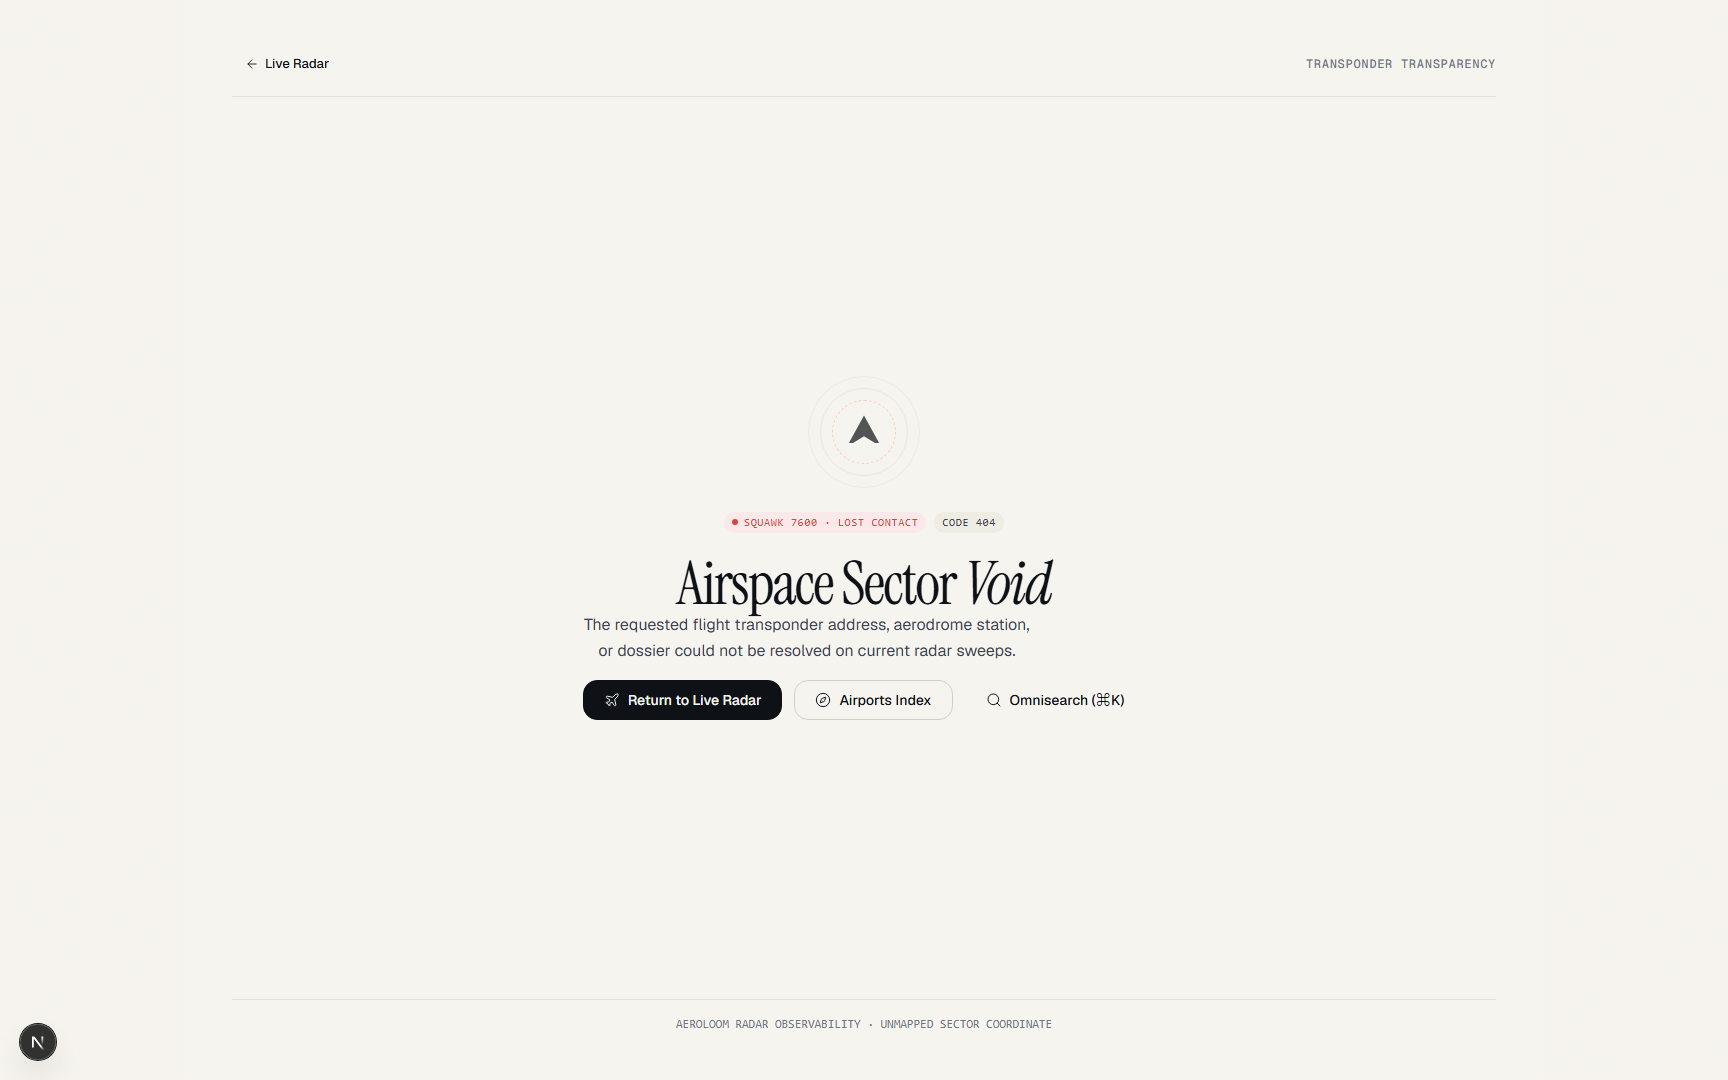 Live Radar
TRANSPONDER TRANSPARENCY
SQUAWK 7600 · LOST CONTACT
CODE 404
Airspace Sector Void
The requested flight transponder address, aerodrome station,
or dossier could not be resolved on current radar sweeps.
Return to Live Radar
Airports Index
Omnisearch (⌘K)
AEROLOOM RADAR OBSERVABILITY · UNMAPPED SECTOR COORDINATE
N